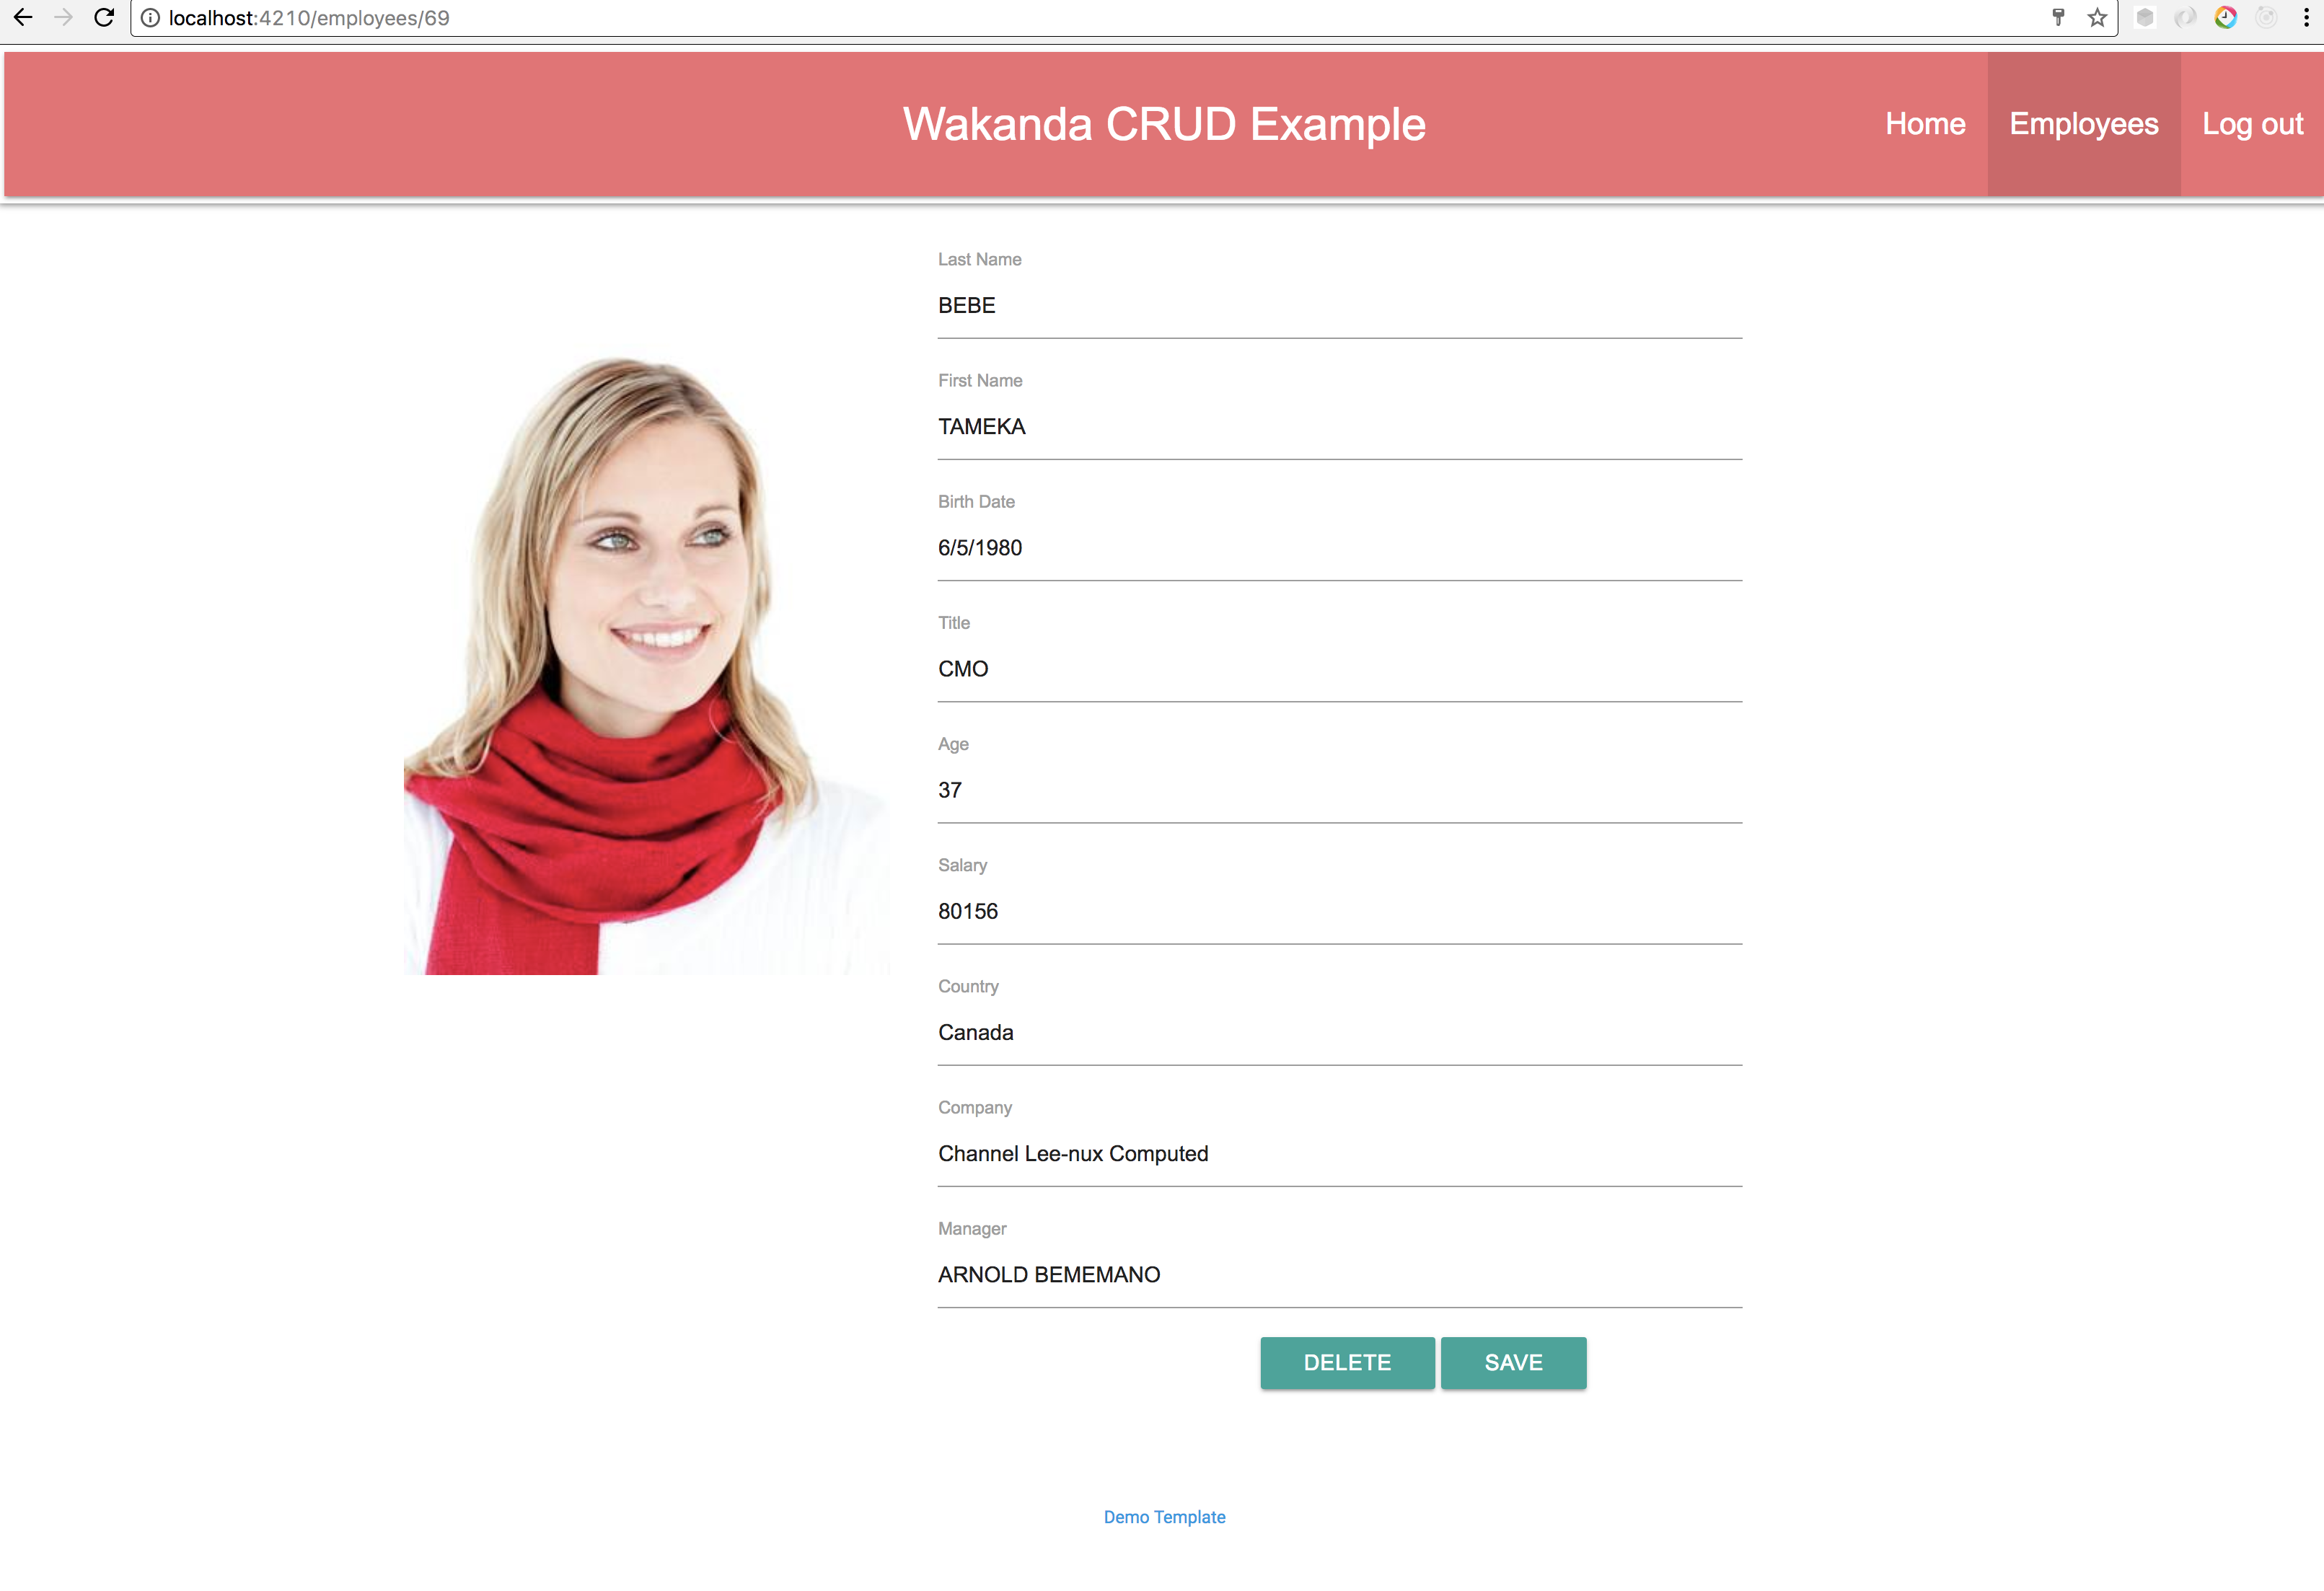 localhost:4210/employees/69
Wakanda CRUD Example
Home
Employees
Log out
Last Name
BEBE
First Name
TAMEKA
Birth Date
6/5/1980
Title
CMO
Age
37
Salary
80156
Country
Canada
Company
Channel Lee-nux Computed
Manager
ARNOLD BEMEMANO
DELETE
SAVE
Demo Template